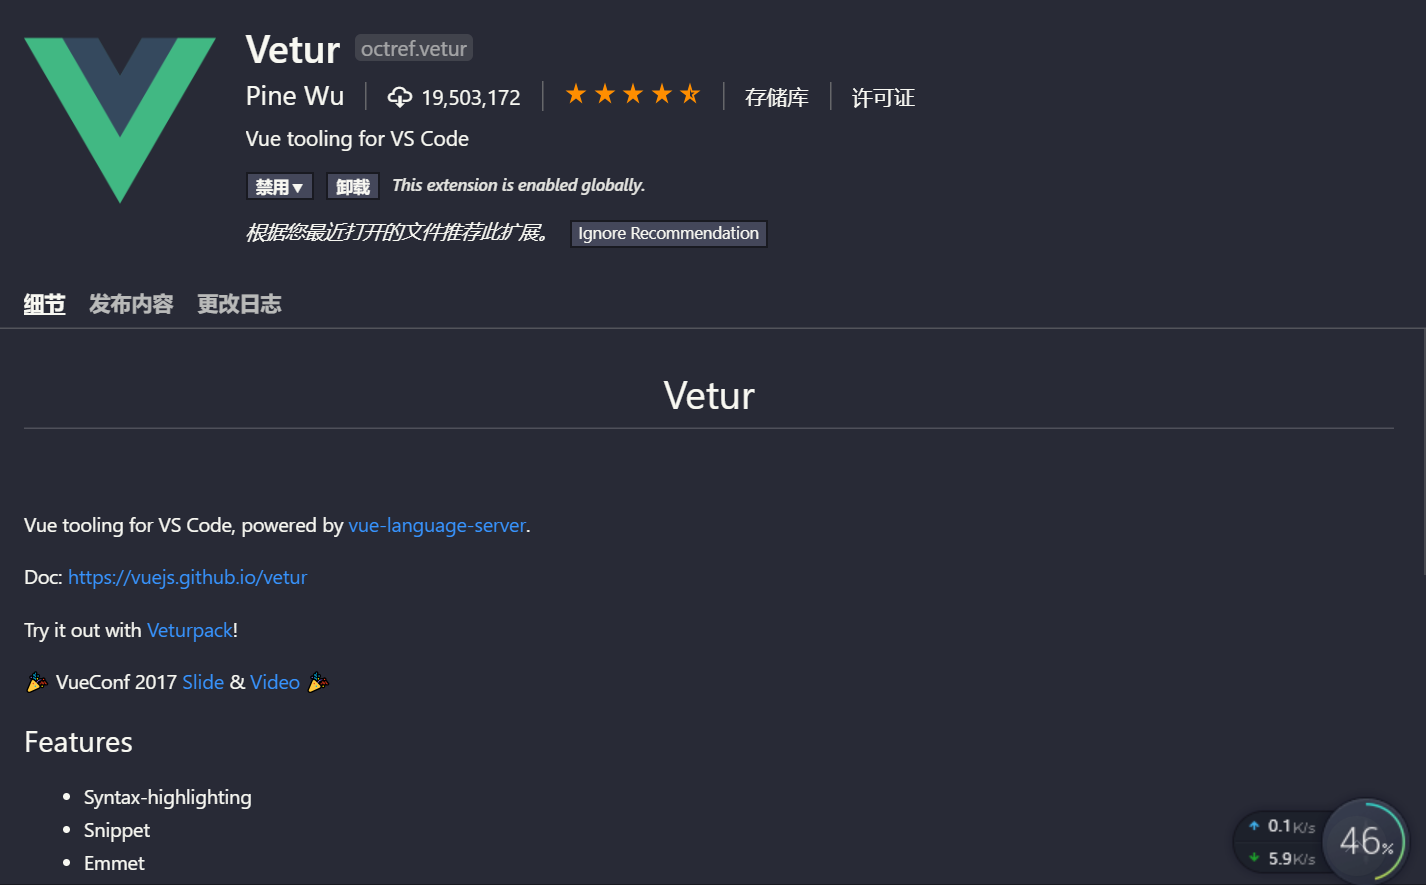 Vetur octref.vetur
Pine Wu 19,503,172 存储库 许可证
Vue tooling for VS Code
禁用▼ 卸载 This extension is enabled globally.
根据您最近打开的文件推荐此扩展。 Ignore Recommendation
细节 发布内容 更改日志
Vetur
Vue tooling for VS Code, powered by vue-language-server.
Doc: https://vuejs.github.io/vetur
Try it out with Veturpack!
🎉 VueConf 2017 Slide & Video 🎉
Features
• Syntax-highlighting
• Snippet
• Emmet
0.1K/s
5.9K/s
46%